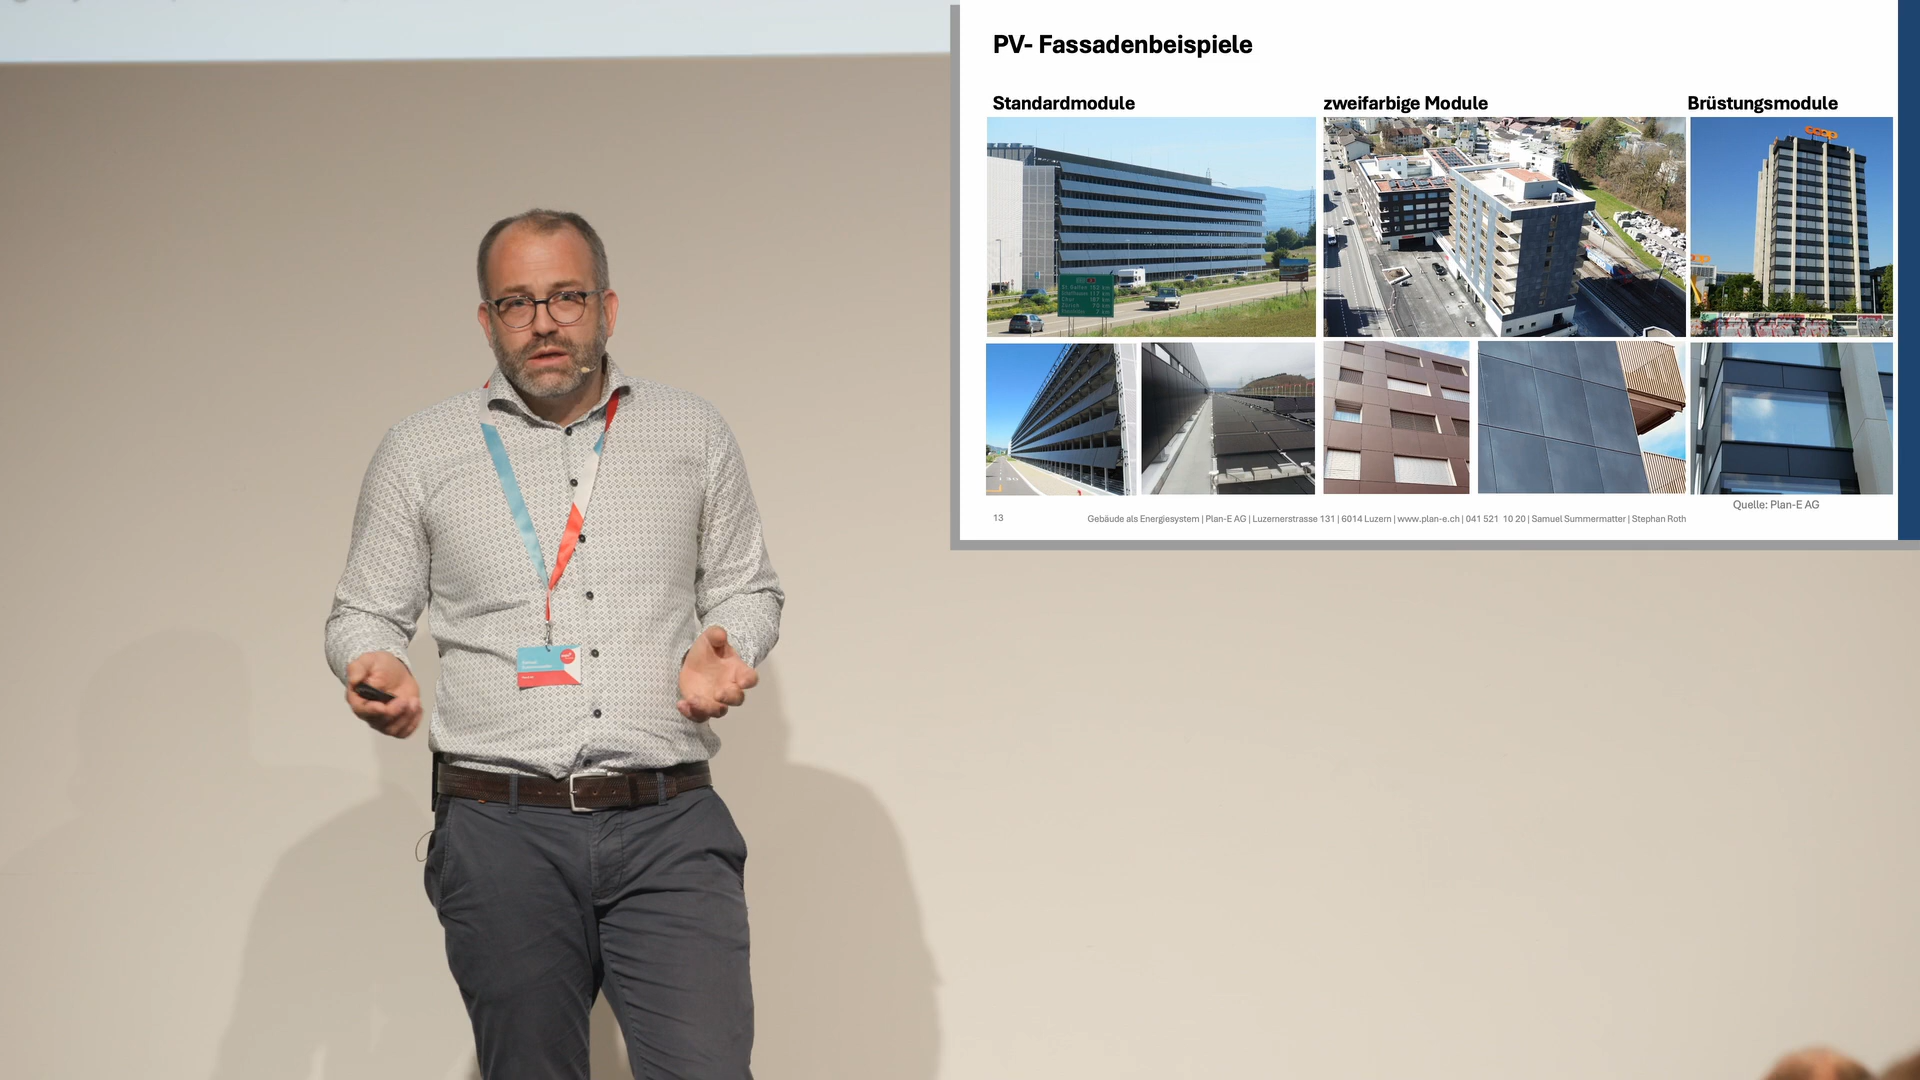 PV- Fassadenbeispiele
Standardmodule
zweifarbige Module
Brüstungsmodule
coop
Quelle: Plan-E AG
13
Gebäude als Energiesystem | Plan-E AG | Luzernerstrasse 131 | 6014 Luzern | www.plan-e.ch | 041 521 10 20 | Samuel Summermatter | Stephan Roth